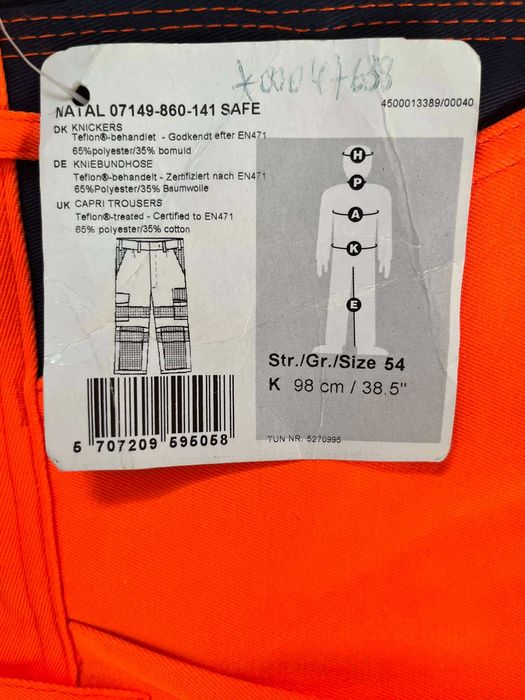 *00047638
NATAL 07149-860-141 SAFE
4500013389/00040
DK KNICKERS
Teflon®-behandlet - Godkendt efter EN471
65%polyester/35% bomuld
DE KNIEBUNDHOSE
Teflon®-behandelt - Zertifiziert nach EN471
65%Polyester/35% Baumwolle
UK CAPRI TROUSERS
Teflon®-treated - Certified to EN471
65% polyester/35% cotton
H
P
A
K
E
Str./Gr./Size 54
K 98 cm / 38.5"
5 707209 595058
TUN NR. 5270995